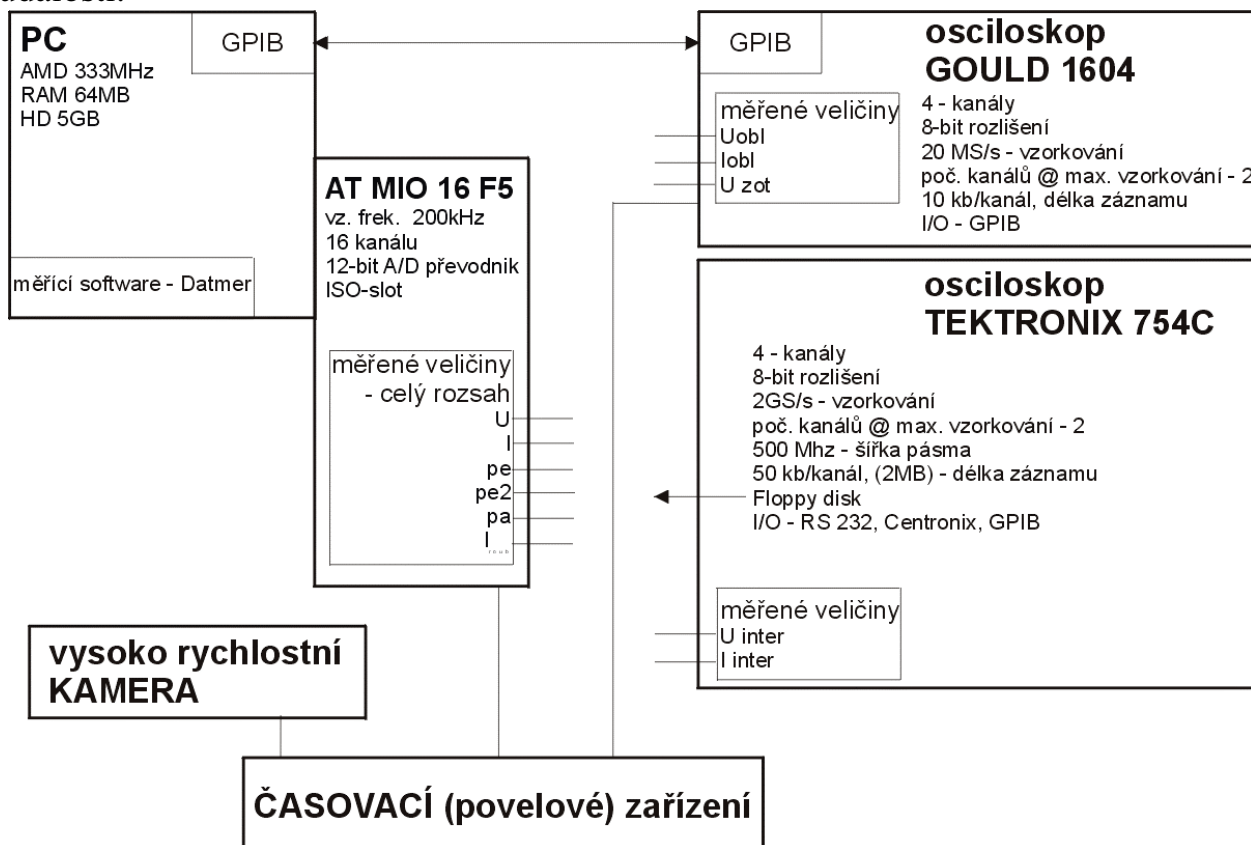 PC
GPIB
AMD 333MHz
RAM 64MB
HD 5GB
měřící software - Datmer
AT MIO 16 F5
vz. frek. 200kHz
16 kanálu
12-bit A/D převodnik
ISO-slot
měřené veličiny
- celý rozsah
U
I
pe
pe2
pa
I
GPIB
osciloskop
GOULD 1604
měřené veličiny
Uobl
Iobl
U zot
4 - kanály
8-bit rozlišení
20 MS/s - vzorkování
poč. kanálů @ max. vzorkování - 2
10 kb/kanál, délka záznamu
I/O - GPIB
osciloskop
TEKTRONIX 754C
4 - kanály
8-bit rozlišení
2GS/s - vzorkování
poč. kanálů @ max. vzorkování - 2
500 Mhz - šířka pásma
50 kb/kanál, (2MB) - délka záznamu
Floppy disk
I/O - RS 232, Centronix, GPIB
měřené veličiny
U inter
I inter
vysoko rychlostní
KAMERA
ČASOVACÍ (povelové) zařízení